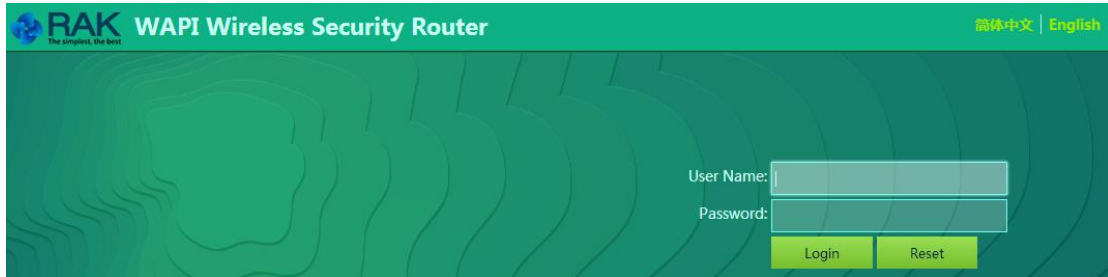 RAK WAPI Wireless Security Router 简体中文 | English
The simplest, the best
User Name:
Password:
Login Reset